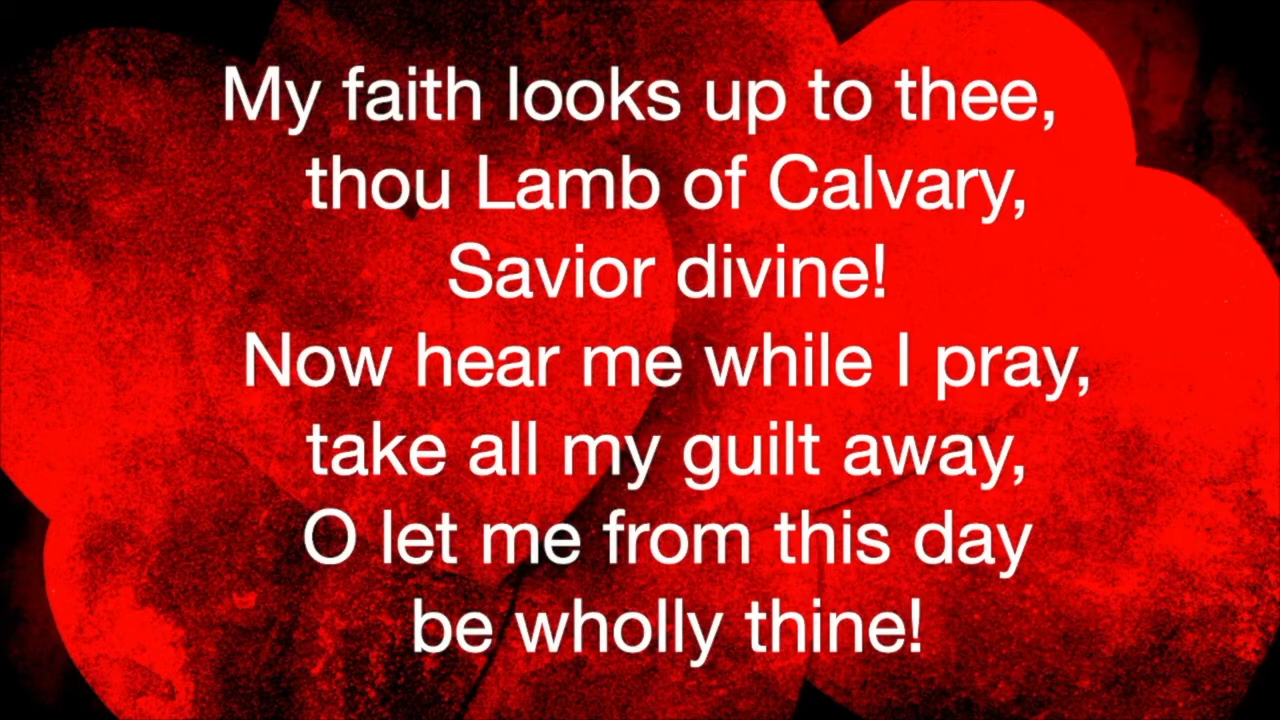 My faith looks up to thee,
thou Lamb of Calvary,
Savior divine!
Now hear me while I pray,
take all my guilt away,
O let me from this day
be wholly thine!